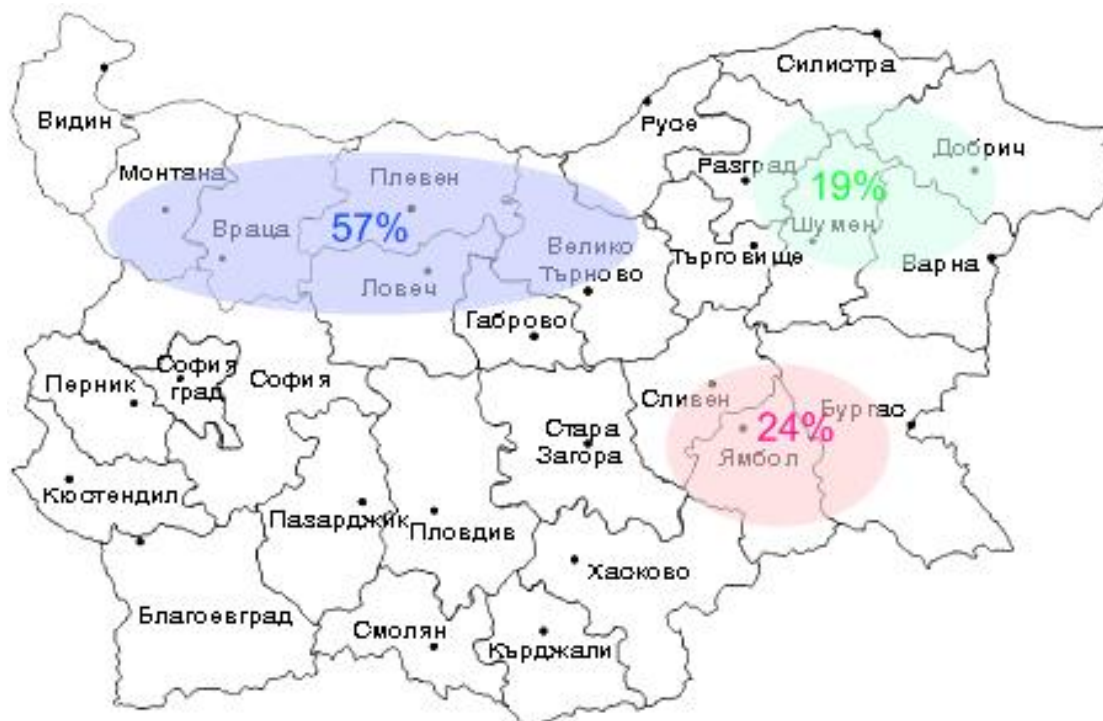 Силистра
Видин
Русе
Добрич
Монтана
Плевен
Разград
19%
Враца
57%
Шумен
Велико
Търново
Търговище
Варна
Ловеч
Габрово
София
град
Перник
София
Сливен
Бургас
24%
Стара
Загора
Ямбол
Кюстендил
Пазарджик
Пловдив
Хасково
Благоевград
Смолян
Кърджали